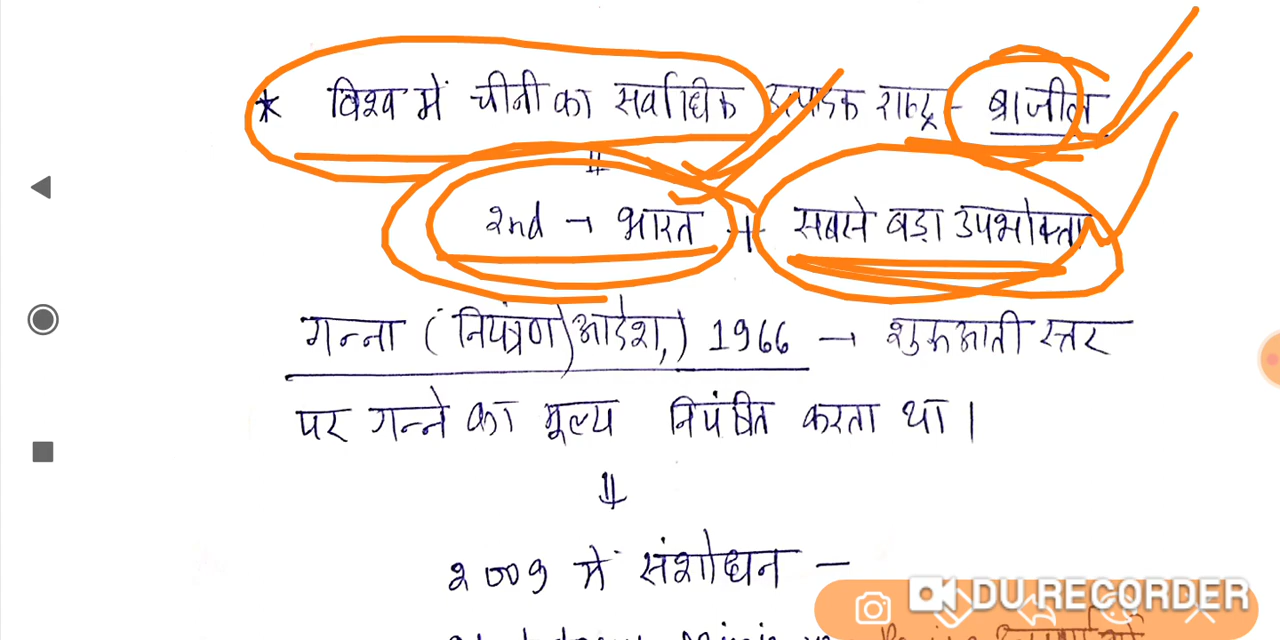 * विश्व में चीनी का सर्वाधिक उत्पादक राष्ट्र - ब्राजील
2nd → भारत + सबसे बड़ा उपभोक्ता
गन्ना (नियंत्रण) आदेश,) 1966 → शुरुआती स्तर
पर गन्ने का मूल्य नियंत्रित करता था।
2009 में संशोधन -
DU RECORDER